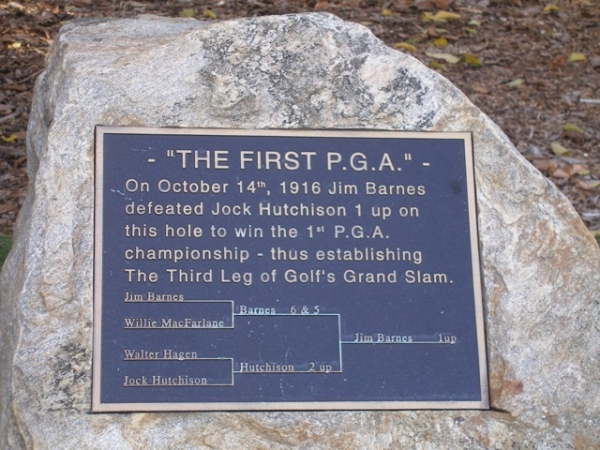 - "THE FIRST P.G.A." -
On October 14th, 1916 Jim Barnes
defeated Jock Hutchison 1 up on
this hole to win the 1st P.G.A.
championship - thus establishing
The Third Leg of Golf's Grand Slam.
Jim Barnes
Barnes 6 & 5
Willie MacFarlane
Jim Barnes 1up
Walter Hagen
Hutchison 2 up
Jock Hutchison